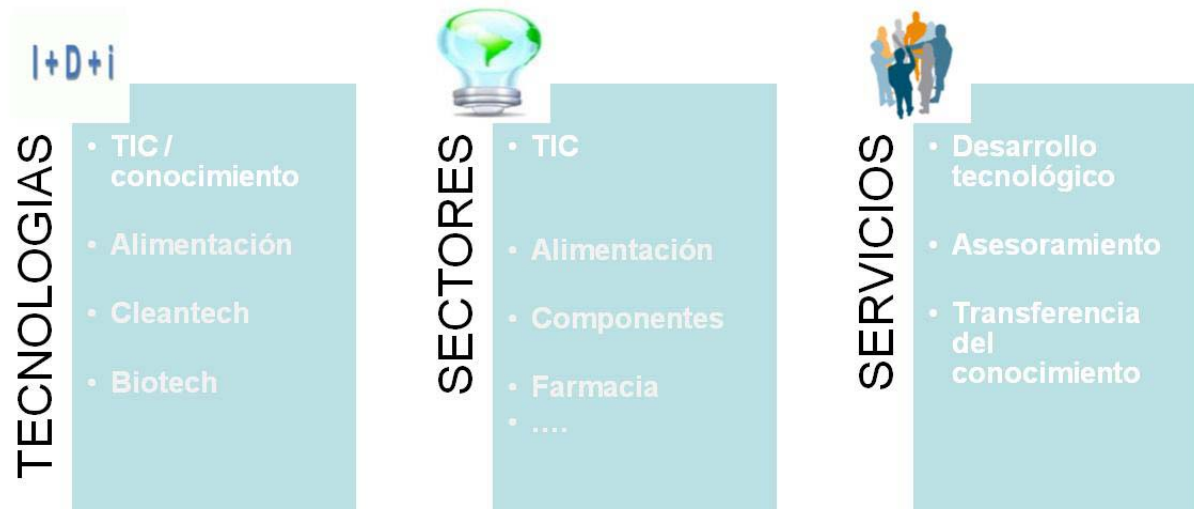 I+D+i
TECNOLOGIAS
• TIC /
conocimiento
• Alimentación
• Cleantech
• Biotech
SECTORES
• TIC
• Alimentación
• Componentes
• Farmacia
• ....
SERVICIOS
• Desarrollo
tecnológico
• Asesoramiento
• Transferencia
del
conocimiento